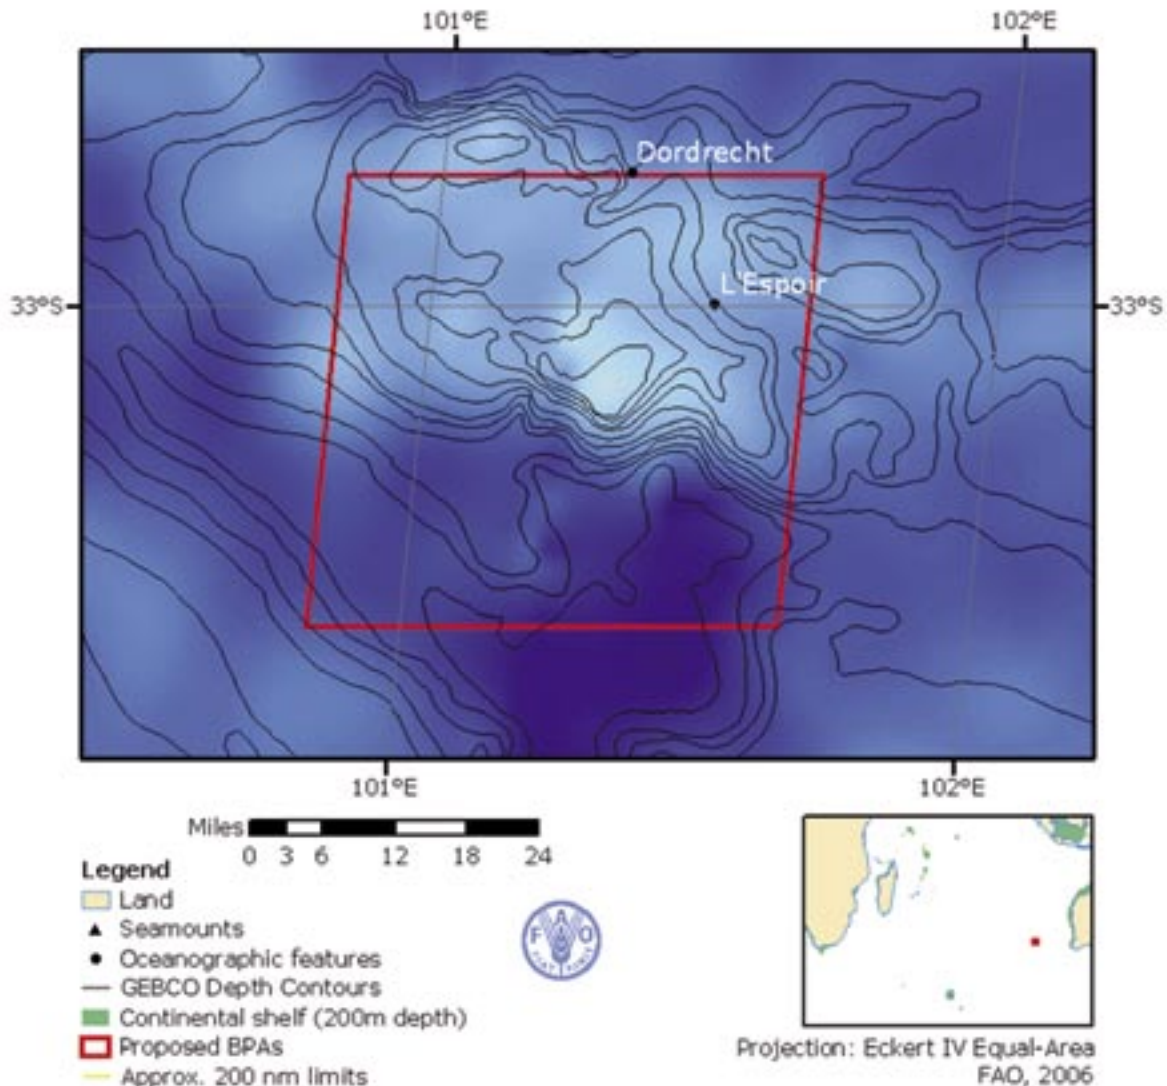 101°E 102°E
Dordrecht
33°S L'Espoir 33°S
101°E 102°E
Miles
0 3 6 12 18 24
Legend
Land
Seamounts
Oceanographic features
GEBCO Depth Contours
Continental shelf (200m depth)
Proposed BPAs
Approx. 200 nm limits
F A O
FIAT PANIS
Projection: Eckert IV Equal-Area
FAO, 2006